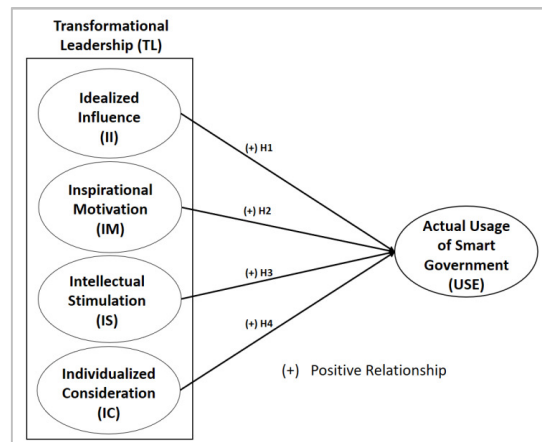 Transformational
Leadership (TL)
Idealized
Influence
(II)
(+) H1
Inspirational
Motivation
(IM)
(+) H2
Actual Usage
of Smart
Government
(USE)
Intellectual
Stimulation
(IS)
(+) H3
(+) H4
Individualized
Consideration
(IC)
(+) Positive Relationship